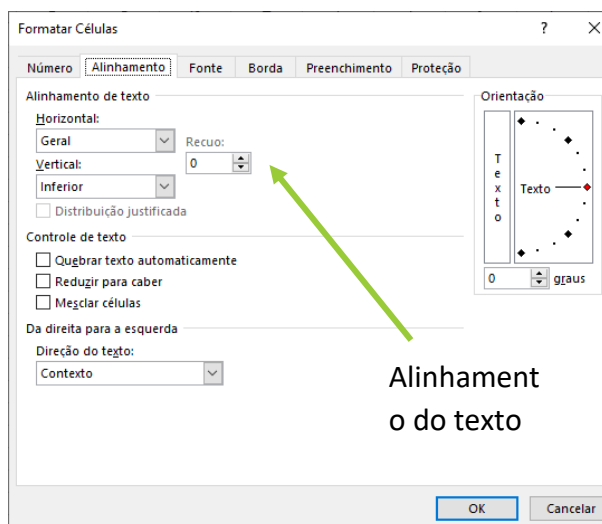 Formatar Células ? X
Número Alinhamento Fonte Borda Preenchimento Proteção
Alinhamento de texto
Horizontal:
Geral
Recuo:
0
Vertical:
Inferior
Distribuição justificada
Controle de texto
Quebrar texto automaticamente
Reduzir para caber
Mesclar células
Da direita para a esquerda
Direção do texto:
Contexto
Orientação
T
e
x
t
o
Texto
0 graus
Alinhament
o do texto
OK Cancelar